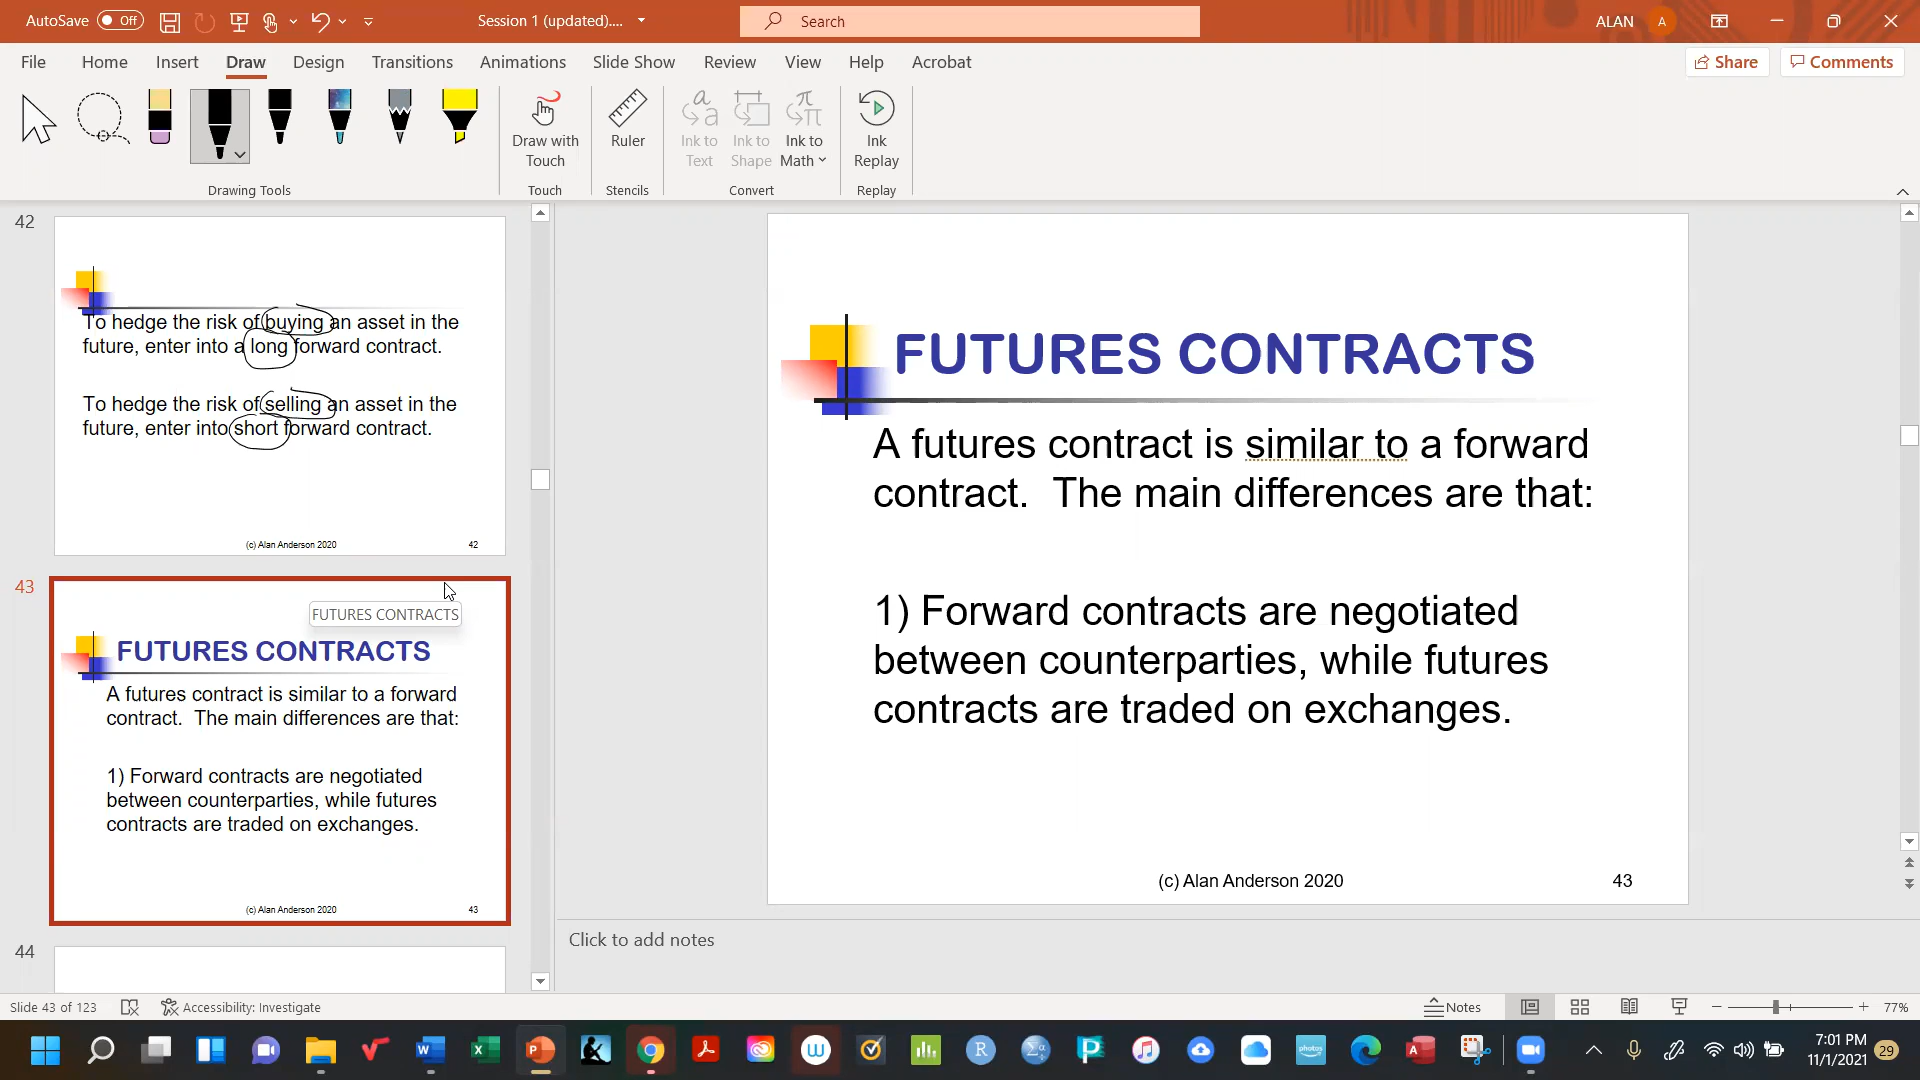 AutoSave Off
Session 1 (updated)....
Search
ALAN A
File Home Insert Draw Design Transitions Animations Slide Show Review View Help Acrobat
Share Comments
Draw with Touch
Ruler
Ink to Text
Ink to Shape
Ink to Math
Ink Replay
Drawing Tools Touch Stencils Convert Replay
42
To hedge the risk of buying an asset in the
future, enter into a long forward contract.
To hedge the risk of selling an asset in the
future, enter into short forward contract.
(c) Alan Anderson 2020 42
43
FUTURES CONTRACTS
FUTURES CONTRACTS
A futures contract is similar to a forward
contract. The main differences are that:
1) Forward contracts are negotiated
between counterparties, while futures
contracts are traded on exchanges.
(c) Alan Anderson 2020 43
44
FUTURES CONTRACTS
A futures contract is similar to a forward
contract. The main differences are that:
1) Forward contracts are negotiated
between counterparties, while futures
contracts are traded on exchanges.
(c) Alan Anderson 2020 43
Click to add notes
Slide 43 of 123 Accessibility: Investigate Notes 77%
7:01 PM
11/1/2021 29